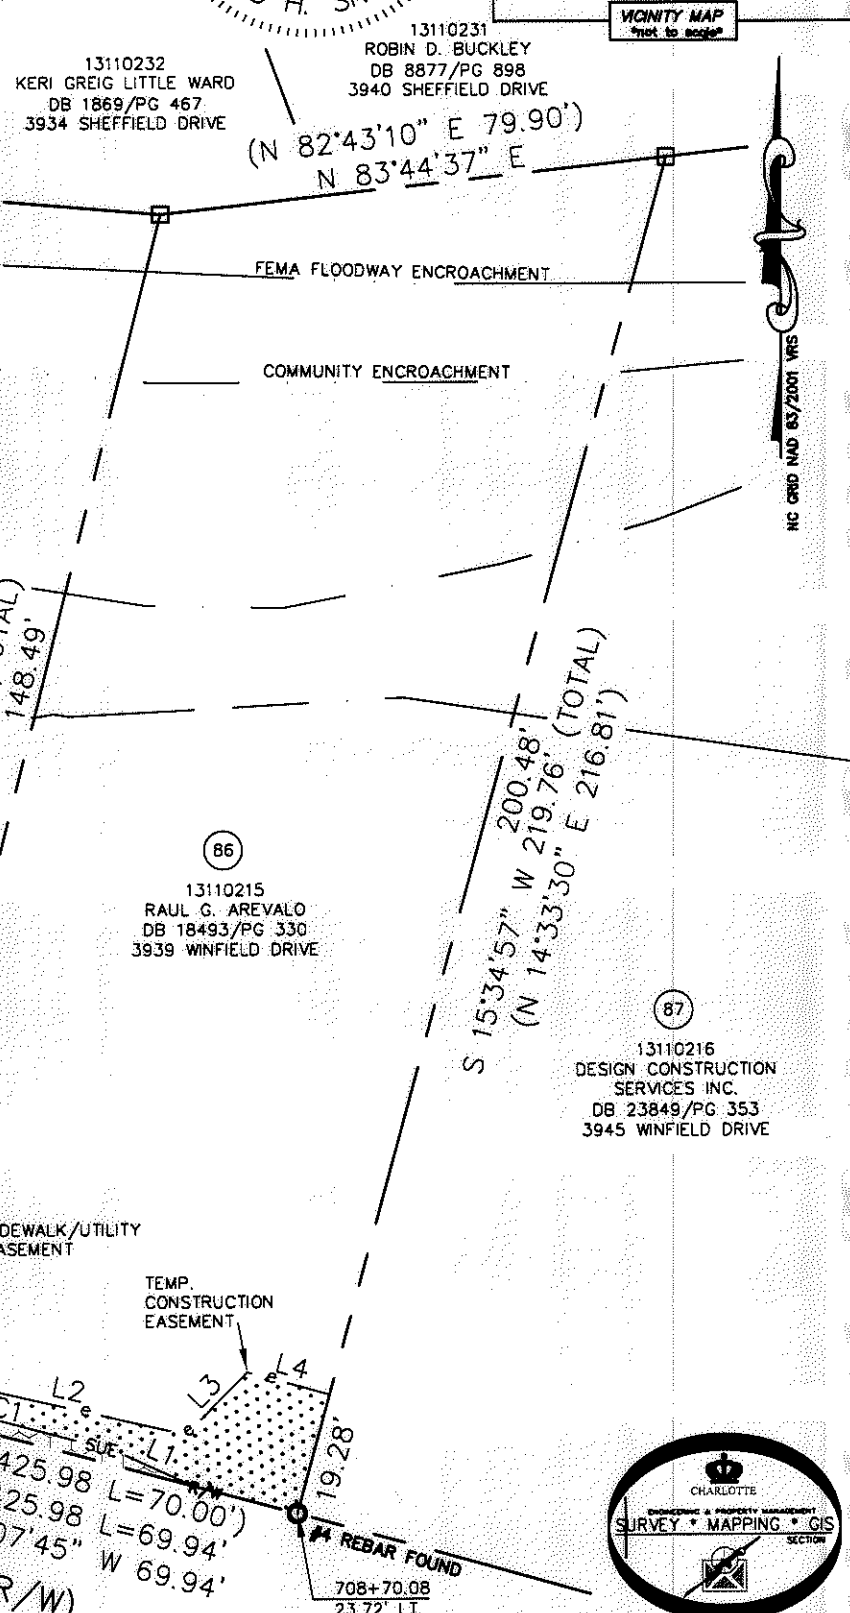 VICINITY MAP
*not to scale*
13110232
KERI GREIG LITTLE WARD
DB 1869/PG 467
3934 SHEFFIELD DRIVE
13110231
ROBIN D. BUCKLEY
DB 8877/PG 898
3940 SHEFFIELD DRIVE
(N 82°43'10" E 79.90')
N 83°44'37" E
FEMA FLOODWAY ENCROACHMENT
COMMUNITY ENCROACHMENT
NC GRID NAD 83/2001 VRS
148.49'
200.48'
S 15°34'57" W 219.76' (TOTAL)
(N 14°33'30" E 216.81')
86
13110215
RAUL G. AREVALO
DB 18493/PG 330
3939 WINFIELD DRIVE
87
13110216
DESIGN CONSTRUCTION
SERVICES INC.
DB 23849/PG 353
3945 WINFIELD DRIVE
DEWALK/UTILITY
ASEMENT
TEMP.
CONSTRUCTION
EASEMENT
L2
L3
L4
C1
e
e
e
SUE
L1
R/W
19.28'
425.98 L=70.00')
25.98 L=69.94'
07'45" W 69.94'
R/W)
#4 REBAR FOUND
708+70.08
23.72' LT
CHARLOTTE
ENGINEERING & PROPERTY MANAGEMENT
SURVEY * MAPPING * GIS
SECTION